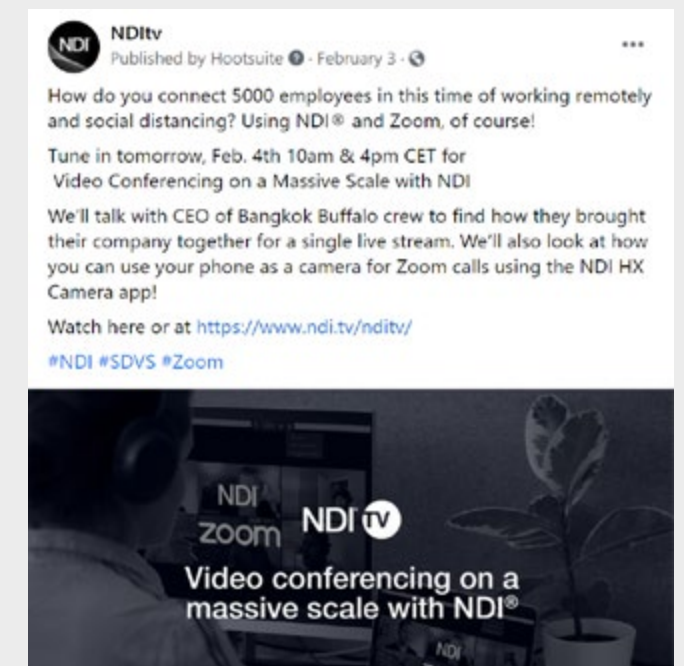 NDI
NDItv
Published by Hootsuite · February 3 ·
How do you connect 5000 employees in this time of working remotely
and social distancing? Using NDI® and Zoom, of course!
Tune in tomorrow, Feb. 4th 10am & 4pm CET for
Video Conferencing on a Massive Scale with NDI
We'll talk with CEO of Bangkok Buffalo crew to find how they brought
their company together for a single live stream. We'll also look at how
you can use your phone as a camera for Zoom calls using the NDI HX
Camera app!
Watch here or at https://www.ndi.tv/nditv/
#NDI #SDVS #Zoom
NDI
zoom
NDI TV
Video conferencing on a
massive scale with NDI®
NDI